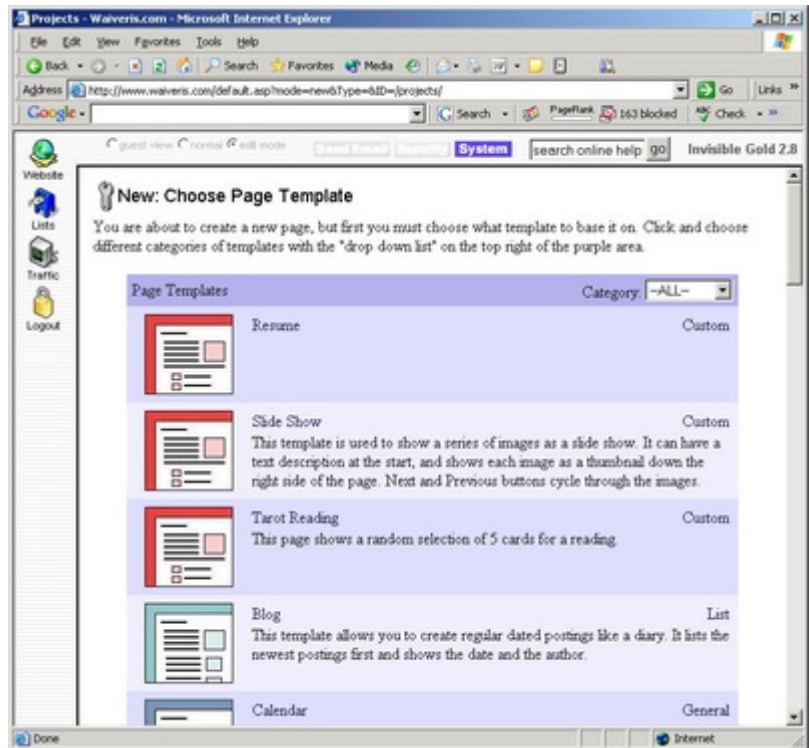 Projects - Waiveris.com - Microsoft Internet Explorer
File Edit View Favorites Tools Help
Back Search Favorites Media
Address http://www.waiveris.com/default.asp?mode=new&Type=6&ID=/projects/ Go Links »
Google Search PageRank 163 blocked ABC Check »
guest view normal edit mode Send Email Security System search online help go Invisible Gold 2.8
Website
Lists
Traffic
Logout
New: Choose Page Template
You are about to create a new page, but first you must choose what template to base it on. Click and choose
different categories of templates with the "drop down list" on the top right of the purple area.
Page Templates Category: --ALL--
Resume Custom
Slide Show Custom
This template is used to show a series of images as a slide show. It can have a
text description at the start, and shows each image as a thumbnail down the
right side of the page. Next and Previous buttons cycle through the images.
Tarot Reading Custom
This page shows a random selection of 5 cards for a reading.
Blog List
This template allows you to create regular dated postings like a diary. It lists the
newest postings first and shows the date and the author.
Calendar General
Done Internet